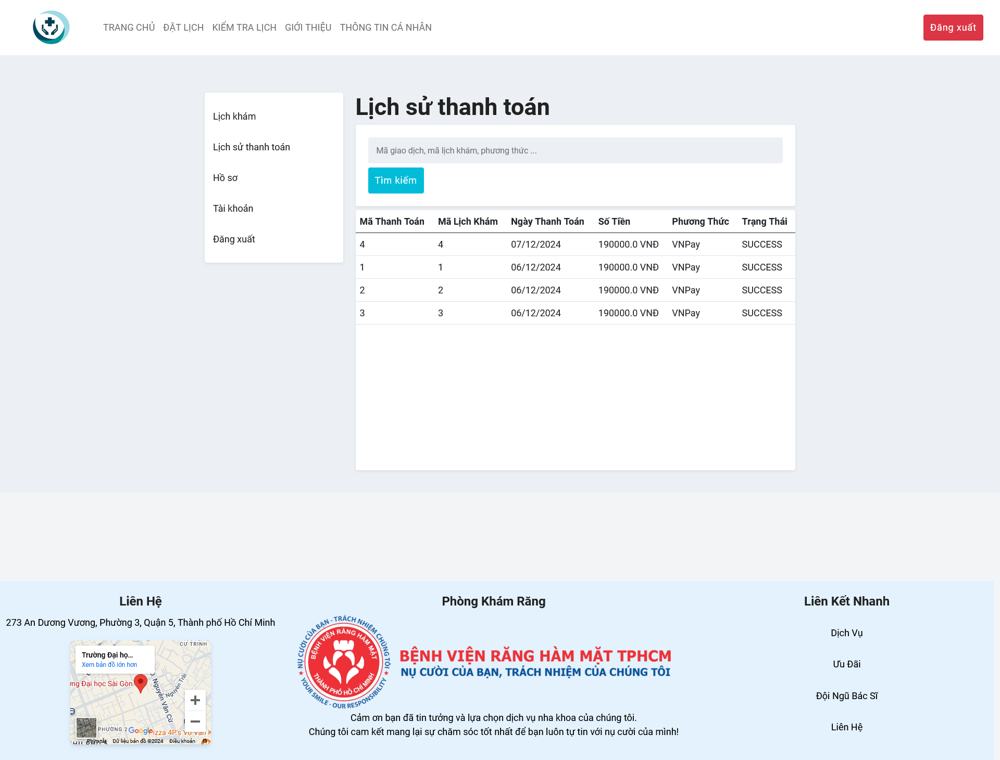 TRANG CHỦ ĐẶT LỊCH KIỂM TRA LỊCH GIỚI THIỆU THÔNG TIN CÁ NHÂN Đăng xuất
Lịch khám
Lịch sử thanh toán
Hồ sơ
Tài khoản
Đăng xuất
Lịch sử thanh toán
Mã giao dịch, mã lịch khám, phương thức ...
Tìm kiếm
Mã Thanh Toán Mã Lịch Khám Ngày Thanh Toán Số Tiền Phương Thức Trạng Thái
4 4 07/12/2024 190000.0 VNĐ VNPay SUCCESS
1 1 06/12/2024 190000.0 VNĐ VNPay SUCCESS
2 2 06/12/2024 190000.0 VNĐ VNPay SUCCESS
3 3 06/12/2024 190000.0 VNĐ VNPay SUCCESS
Liên Hệ
273 An Dương Vương, Phường 3, Quận 5, Thành phố Hồ Chí Minh
CƯ TRINH
Trường Đại họ...
Xem bản đồ lớn hơn
ng Đại học Sài Gòn
Nguyễn Văn Cừ
Nguyễn Trãi
PHƯỜNG 2
Google
Pizza 4P's Võ Văn K
Phím tắt Dữ liệu bản đồ ©2024 Điều khoản
Phòng Khám Răng
NỤ CƯỜI CỦA BẠN - TRÁCH NHIỆM CHÚNG TÔI
BỆNH VIỆN RĂNG HÀM MẶT
THÀNH PHỐ HỒ CHÍ MINH
YOUR SMILE - OUR RESPONSIBILITY
BỆNH VIỆN RĂNG HÀM MẶT TPHCM
NỤ CƯỜI CỦA BẠN, TRÁCH NHIỆM CỦA CHÚNG TÔI
Cảm ơn bạn đã tin tưởng và lựa chọn dịch vụ nha khoa của chúng tôi.
Chúng tôi cam kết mang lại sự chăm sóc tốt nhất để bạn luôn tự tin với nụ cười của mình!
Liên Kết Nhanh
Dịch Vụ
Ưu Đãi
Đội Ngũ Bác Sĩ
Liên Hệ